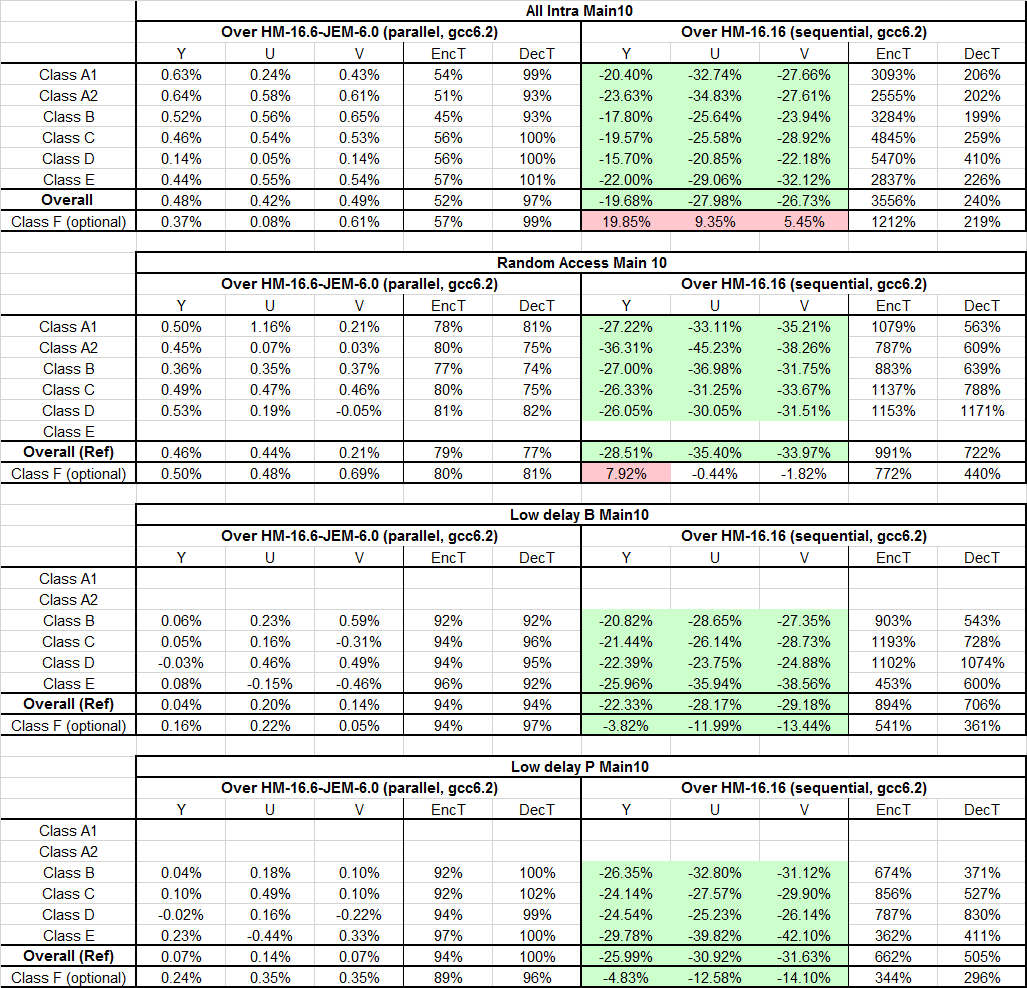 All Intra Main10
Over HM-16.6-JEM-6.0 (parallel, gcc6.2) Over HM-16.16 (sequential, gcc6.2)
Y U V EncT DecT Y U V EncT DecT
Class A1 0.63% 0.24% 0.43% 54% 99% -20.40% -32.74% -27.66% 3093% 206%
Class A2 0.64% 0.58% 0.61% 51% 93% -23.63% -34.83% -27.61% 2555% 202%
Class B 0.52% 0.56% 0.65% 45% 93% -17.80% -25.64% -23.94% 3284% 199%
Class C 0.46% 0.54% 0.53% 56% 100% -19.57% -25.58% -28.92% 4845% 259%
Class D 0.14% 0.05% 0.14% 56% 100% -15.70% -20.85% -22.18% 5470% 410%
Class E 0.44% 0.55% 0.54% 57% 101% -22.00% -29.06% -32.12% 2837% 226%
Overall 0.48% 0.42% 0.49% 52% 97% -19.68% -27.98% -26.73% 3556% 240%
Class F (optional) 0.37% 0.08% 0.61% 57% 99% 19.85% 9.35% 5.45% 1212% 219%
Random Access Main 10
Over HM-16.6-JEM-6.0 (parallel, gcc6.2) Over HM-16.16 (sequential, gcc6.2)
Y U V EncT DecT Y U V EncT DecT
Class A1 0.50% 1.16% 0.21% 78% 81% -27.22% -33.11% -35.21% 1079% 563%
Class A2 0.45% 0.07% 0.03% 80% 75% -36.31% -45.23% -38.26% 787% 609%
Class B 0.36% 0.35% 0.37% 77% 74% -27.00% -36.98% -31.75% 883% 639%
Class C 0.49% 0.47% 0.46% 80% 75% -26.33% -31.25% -33.67% 1137% 788%
Class D 0.53% 0.19% -0.05% 81% 82% -26.05% -30.05% -31.51% 1153% 1171%
Class E
Overall (Ref) 0.46% 0.44% 0.21% 79% 77% -28.51% -35.40% -33.97% 991% 722%
Class F (optional) 0.50% 0.48% 0.69% 80% 81% 7.92% -0.44% -1.82% 772% 440%
Low delay B Main10
Over HM-16.6-JEM-6.0 (parallel, gcc6.2) Over HM-16.16 (sequential, gcc6.2)
Y U V EncT DecT Y U V EncT DecT
Class A1
Class A2
Class B 0.06% 0.23% 0.59% 92% 92% -20.82% -28.65% -27.35% 903% 543%
Class C 0.05% 0.16% -0.31% 94% 96% -21.44% -26.14% -28.73% 1193% 728%
Class D -0.03% 0.46% 0.49% 94% 95% -22.39% -23.75% -24.88% 1102% 1074%
Class E 0.08% -0.15% -0.46% 96% 92% -25.96% -35.94% -38.56% 453% 600%
Overall (Ref) 0.04% 0.20% 0.14% 94% 94% -22.33% -28.17% -29.18% 894% 706%
Class F (optional) 0.16% 0.22% 0.05% 94% 97% -3.82% -11.99% -13.44% 541% 361%
Low delay P Main10
Over HM-16.6-JEM-6.0 (parallel, gcc6.2) Over HM-16.16 (sequential, gcc6.2)
Y U V EncT DecT Y U V EncT DecT
Class A1
Class A2
Class B 0.04% 0.18% 0.10% 92% 100% -26.35% -32.80% -31.12% 674% 371%
Class C 0.10% 0.49% 0.10% 92% 102% -24.14% -27.57% -29.90% 856% 527%
Class D -0.02% 0.16% -0.22% 94% 99% -24.54% -25.23% -26.14% 787% 830%
Class E 0.23% -0.44% 0.33% 97% 100% -29.78% -39.82% -42.10% 362% 411%
Overall (Ref) 0.07% 0.14% 0.07% 94% 100% -25.99% -30.92% -31.63% 662% 505%
Class F (optional) 0.24% 0.35% 0.35% 89% 96% -4.83% -12.58% -14.10% 344% 296%